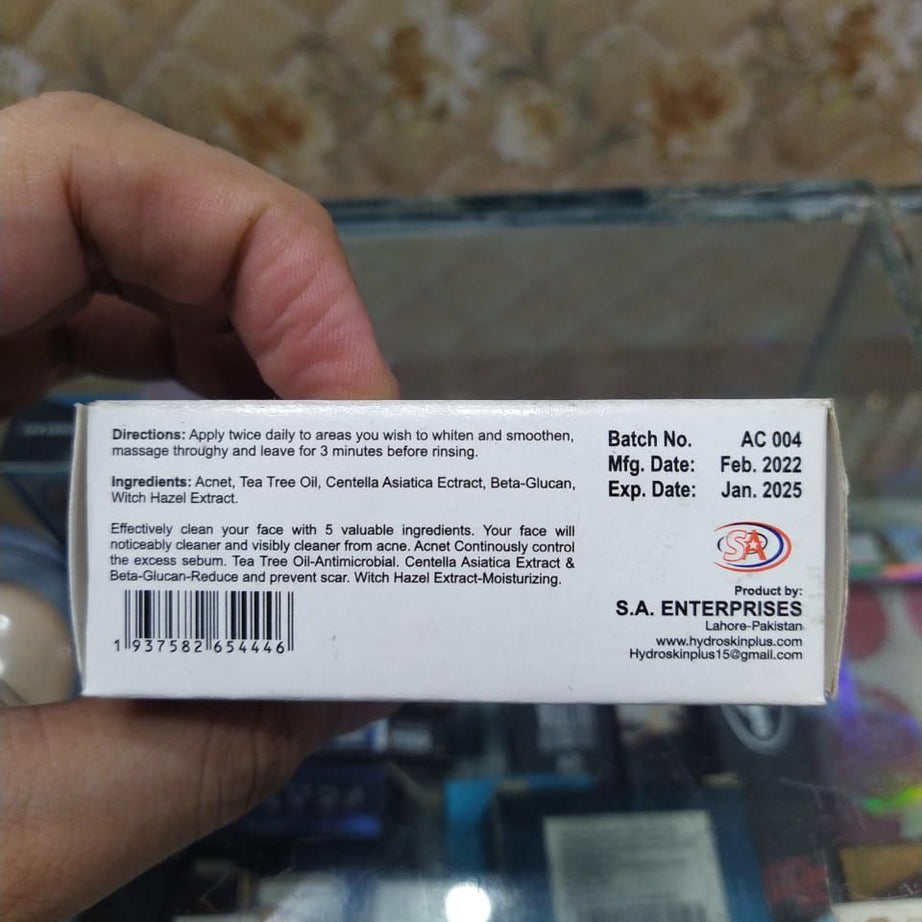 Directions: Apply twice daily to areas you wish to whiten and smoothen,
massage throughy and leave for 3 minutes before rinsing.
Ingredients: Acnet, Tea Tree Oil, Centella Asiatica Ectract, Beta-Glucan,
Witch Hazel Extract.
Effectively clean your face with 5 valuable ingredients. Your face will
noticeably cleaner and visibly cleaner from acne. Acnet Continously control
the excess sebum. Tea Tree Oil-Antimicrobial. Centella Asiatica Extract &
Beta-Glucan-Reduce and prevent scar. Witch Hazel Extract-Moisturizing.
1 937582 654446
Batch No. AC 004
Mfg. Date: Feb. 2022
Exp. Date: Jan. 2025
SA
Product by:
S.A. ENTERPRISES
Lahore-Pakistan
www.hydroskinplus.com
Hydroskinplus15@gmail.com